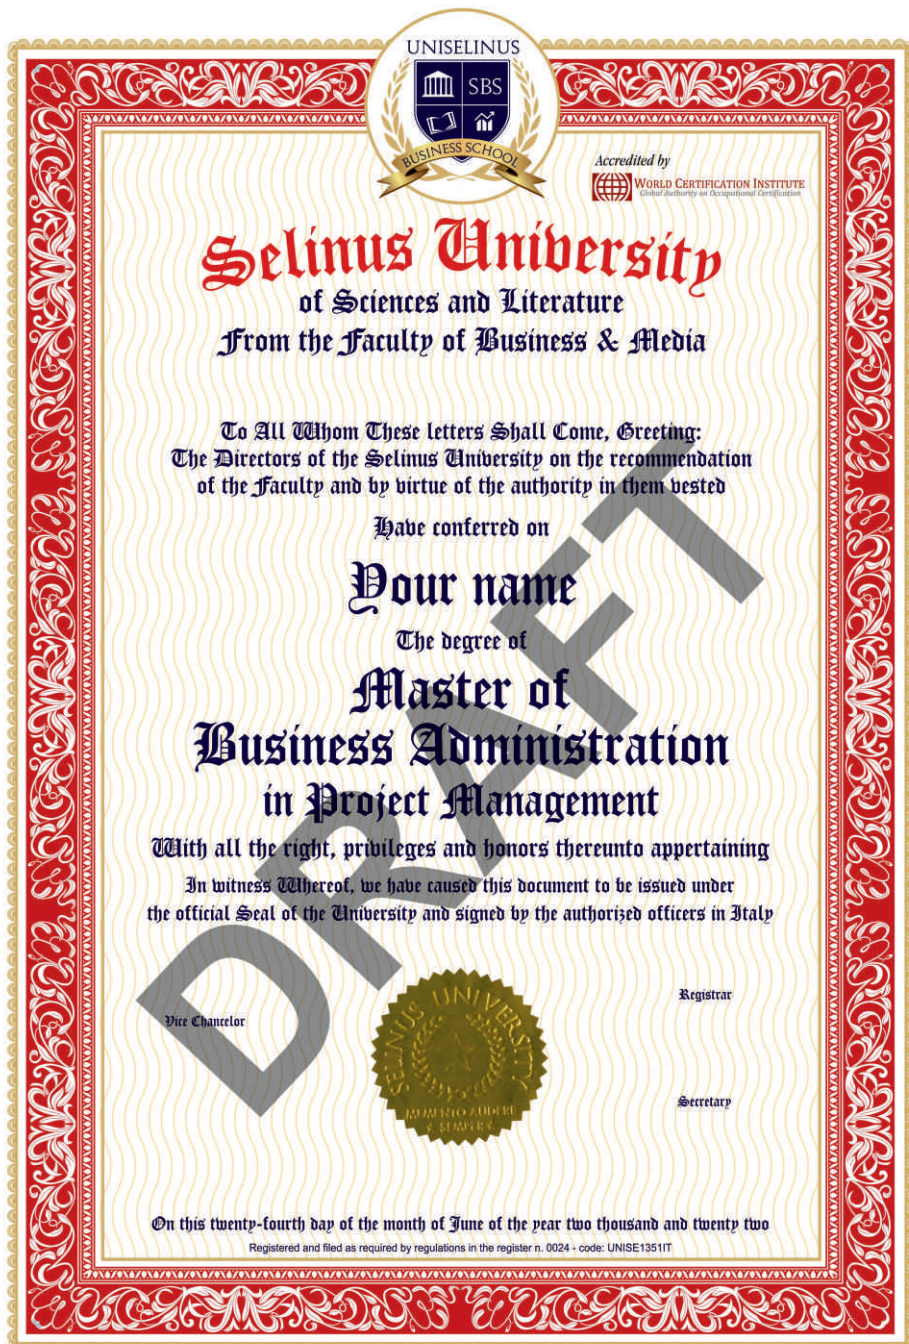 UNISELINUS
SBS
BUSINESS SCHOOL
Accredited by
WORLD CERTIFICATION INSTITUTE
Global Authority on Occupational Certification
Selinus University
of Sciences and Literature
From the Faculty of Business & Media
To All Whom These letters Shall Come, Greeting:
The Directors of the Selinus University on the recommendation
of the Faculty and by virtue of the authority in them vested
Have conferred on
Your name
The degree of
Master of
Business Administration
in Project Management
With all the right, privileges and honors thereunto appertaining
In witness Whereof, we have caused this document to be issued under
the official Seal of the University and signed by the authorized officers in Italy
DRAFT
Registrar
Vice Chancelor
SELINUS UNIVERSITY
MEMENTO AUDERE
SEMPER
Secretary
On this twenty-fourth day of the month of June of the year two thousand and twenty two
Registered and filed as required by regulations in the register n. 0024 - code: UNISE1351IT